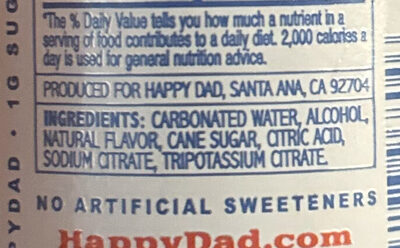 *The % Daily Value tells you how much a nutrient in a
serving of food contributes to a daily diet. 2,000 calories a
day is used for general nutrition advice.
PRODUCED FOR HAPPY DAD, SANTA ANA, CA 92704
INGREDIENTS: CARBONATED WATER, ALCOHOL,
NATURAL FLAVOR, CANE SUGAR, CITRIC ACID,
SODIUM CITRATE, TRIPOTASSIUM CITRATE.
NO ARTIFICIAL SWEETENERS
HappyDad.com
PYDAD • 1G SUG